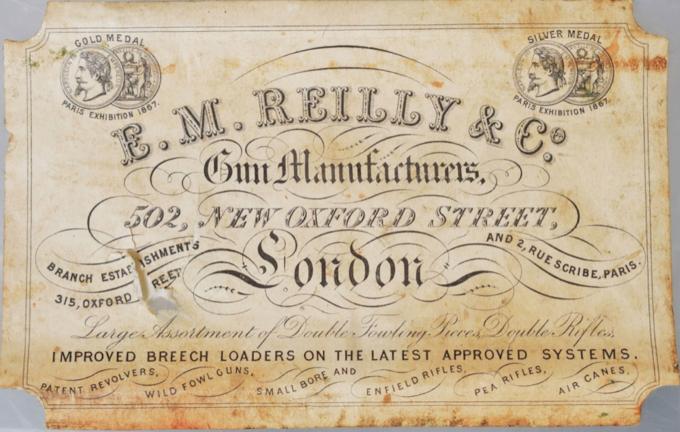 GOLD MEDAL
PARIS EXHIBITION 1867.
SILVER MEDAL
PARIS EXHIBITION 1867.
E. M. REILLY & Co.
Gun Manufacturers,
502, NEW OXFORD STREET,
London
BRANCH
315, OXFORD
AND 2, RUE SCRIBE, PARIS.
Large Assortment of Double Fowling Pieces, Double Rifles,
IMPROVED BREECH LOADERS ON THE LATEST APPROVED SYSTEMS.
PATENT REVOLVERS, WILD FOWL GUNS, SMALL BORE AND ENFIELD RIFLES, PEA RIFLES, AIR CANES,